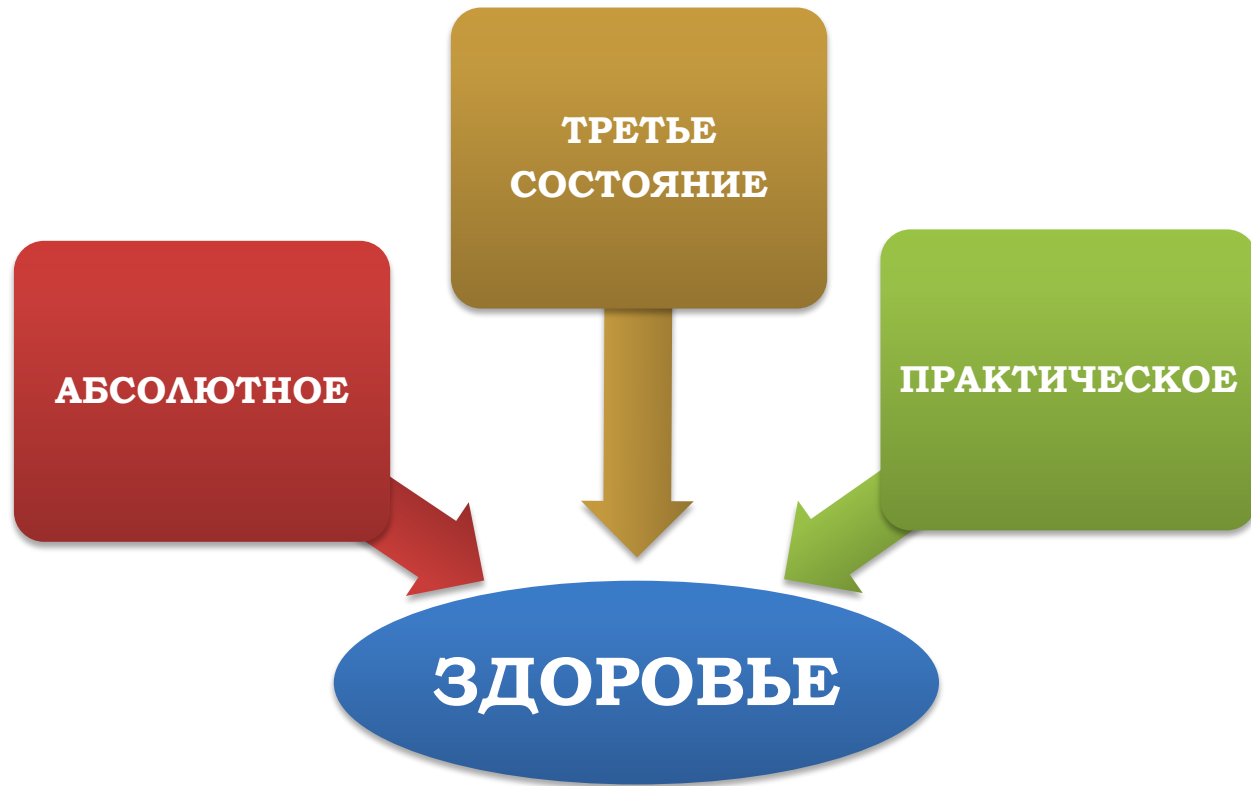 ТРЕТЬЕ
СОСТОЯНИЕ
АБСОЛЮТНОЕ
ПРАКТИЧЕСКОЕ
ЗДОРОВЬЕ